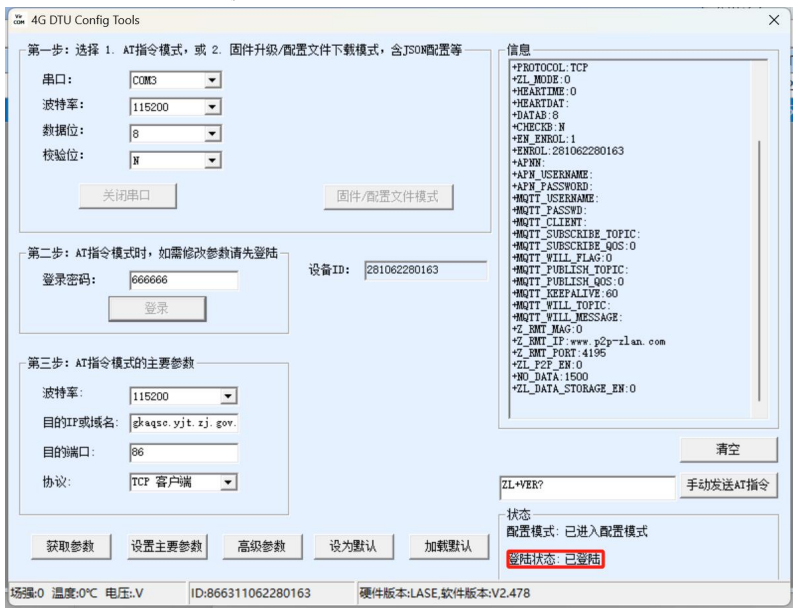 4G DTU Config Tools
第一步：选择 1. AT指令模式，或 2. 固件升级/配置文件下载模式，含JSON配置等
串口：
COM3
波特率：
115200
数据位：
8
校验位：
N
关闭串口
固件/配置文件模式
第二步：AT指令模式时，如需修改参数请先登陆
登录密码：
666666
登录
设备ID：
281062280163
第三步：AT指令模式的主要参数
波特率：
115200
目的IP或域名：
gkaqsc.yjt.zj.gov.
目的端口：
86
协议：
TCP 客户端
获取参数
设置主要参数
高级参数
设为默认
加载默认
信息
+PROTOCOL:TCP
+ZL_MODE:0
+HEARTIME:0
+HEARTDAT:
+DATAB:8
+CHECKB:N
+EN_ENROL:1
+ENROL:281062280163
+APNN:
+APN_USERNAME:
+APN_PASSWORD:
+MQTT_USERNAME:
+MQTT_PASSWD:
+MQTT_CLIENT:
+MQTT_SUBSCRIBE_TOPIC:
+MQTT_SUBSCRIBE_QOS:0
+MQTT_WILL_FLAG:0
+MQTT_PUBLISH_TOPIC:
+MQTT_PUBLISH_QOS:0
+MQTT_KEEPALIVE:60
+MQTT_WILL_TOPIC:
+MQTT_WILL_MESSAGE:
+Z_RMT_MAG:0
+Z_RMT_IP:www.p2p-zlan.com
+Z_RMT_PORT:4195
+ZL_P2P_EN:0
+NO_DATA:1500
+ZL_DATA_STORAGE_EN:0
清空
ZL+VER?
手动发送AT指令
状态
配置模式：已进入配置模式
登陆状态：已登陆
场强:0 温度:0℃ 电压:.V
ID:866311062280163
硬件版本:LASE,软件版本:V2.478